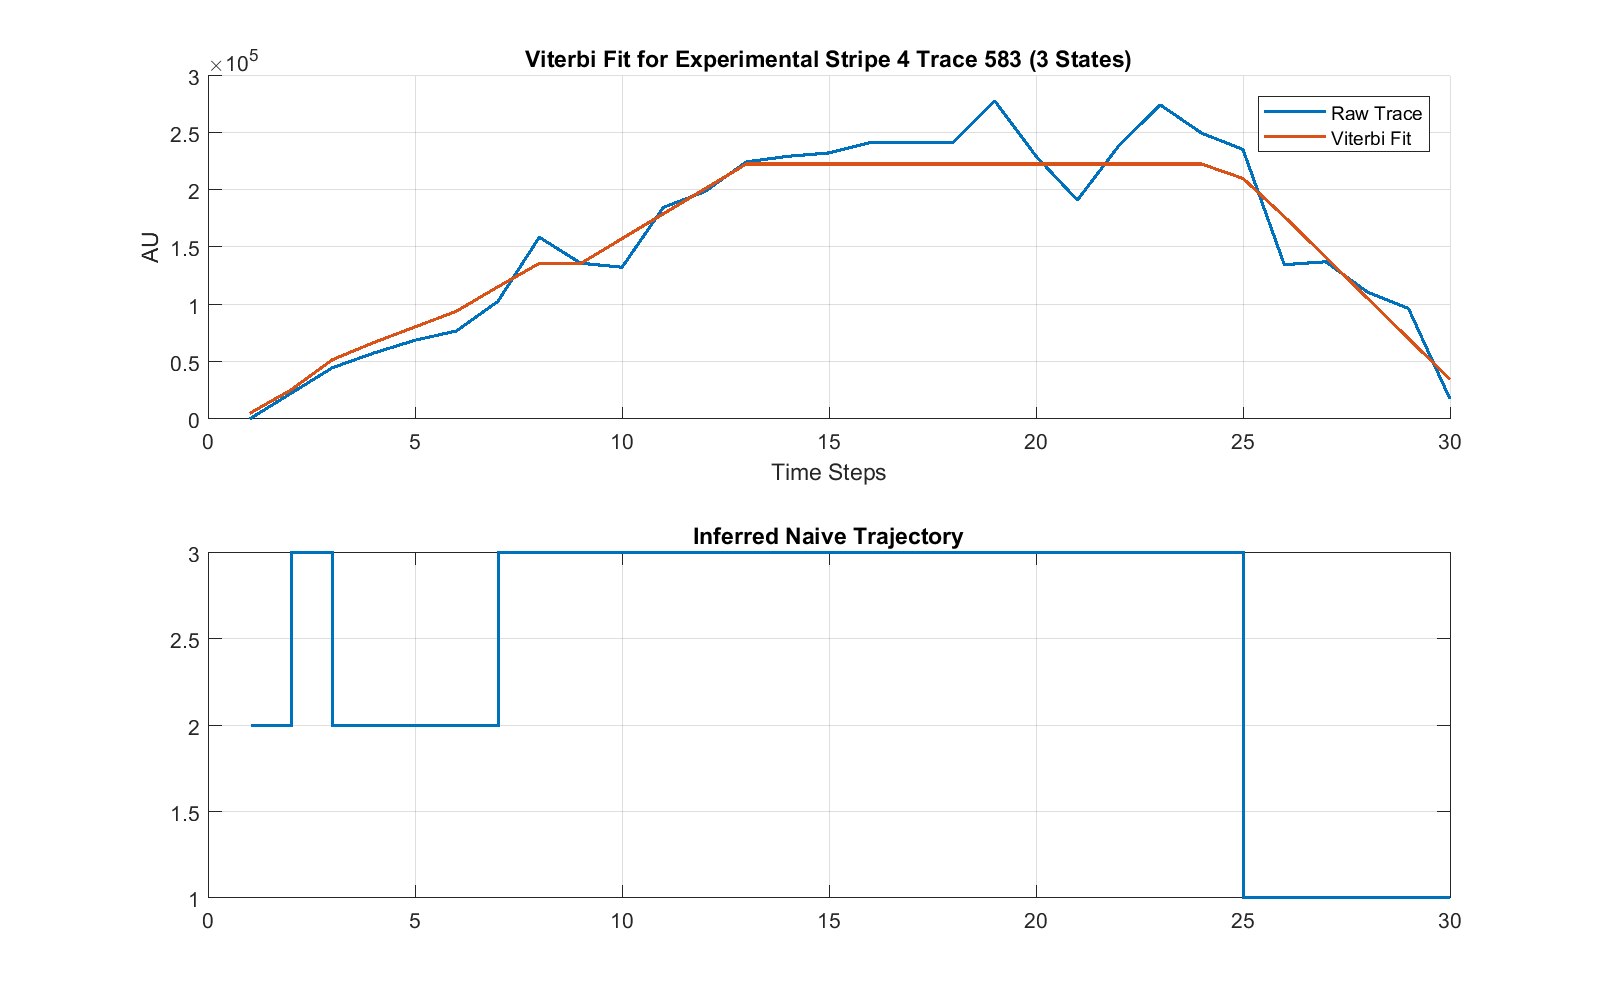 Viterbi Fit for Experimental Stripe 4 Trace 583 (3 States)
×10^5
3
2.5
2
1.5
1
0.5
0
AU
Raw Trace
Viterbi Fit
0 5 10 15 20 25 30
Time Steps
Inferred Naive Trajectory
3
2.5
2
1.5
1
0 5 10 15 20 25 30